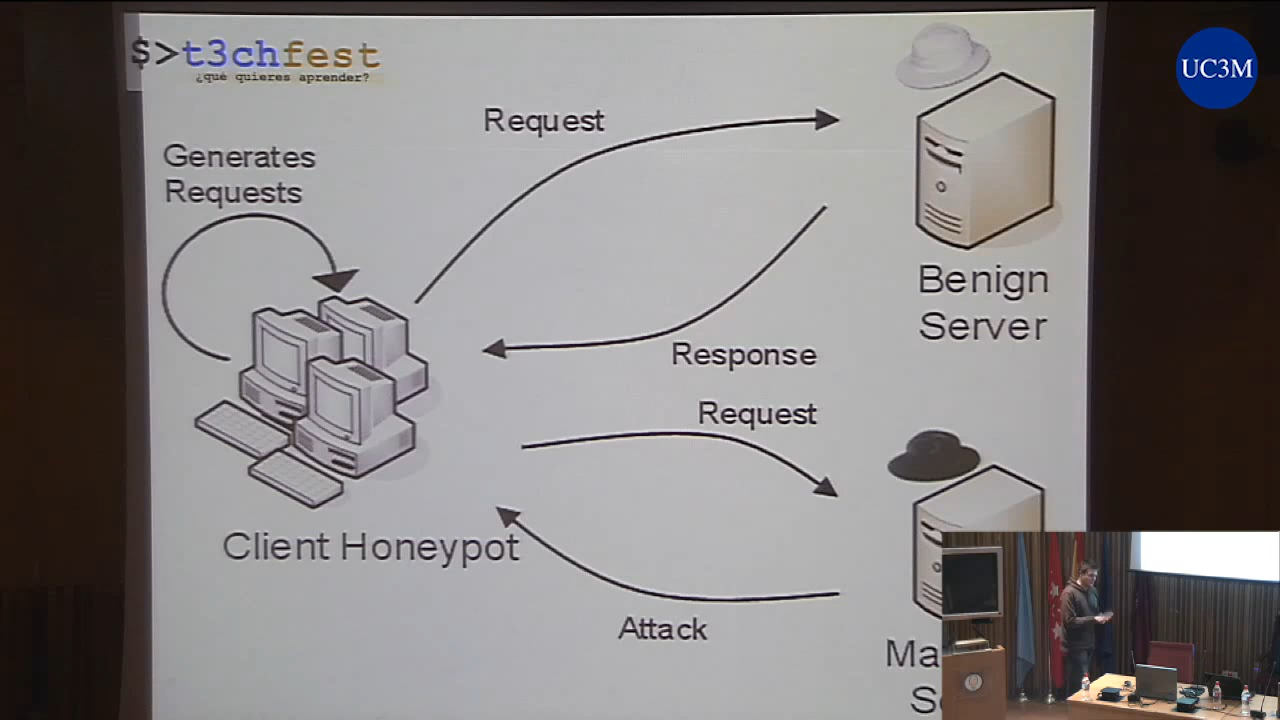 $>t3chfest
¿qué quieres aprender?
UC3M
Request
Generates
Requests
Benign
Server
Response
Request
Client Honeypot
Attack